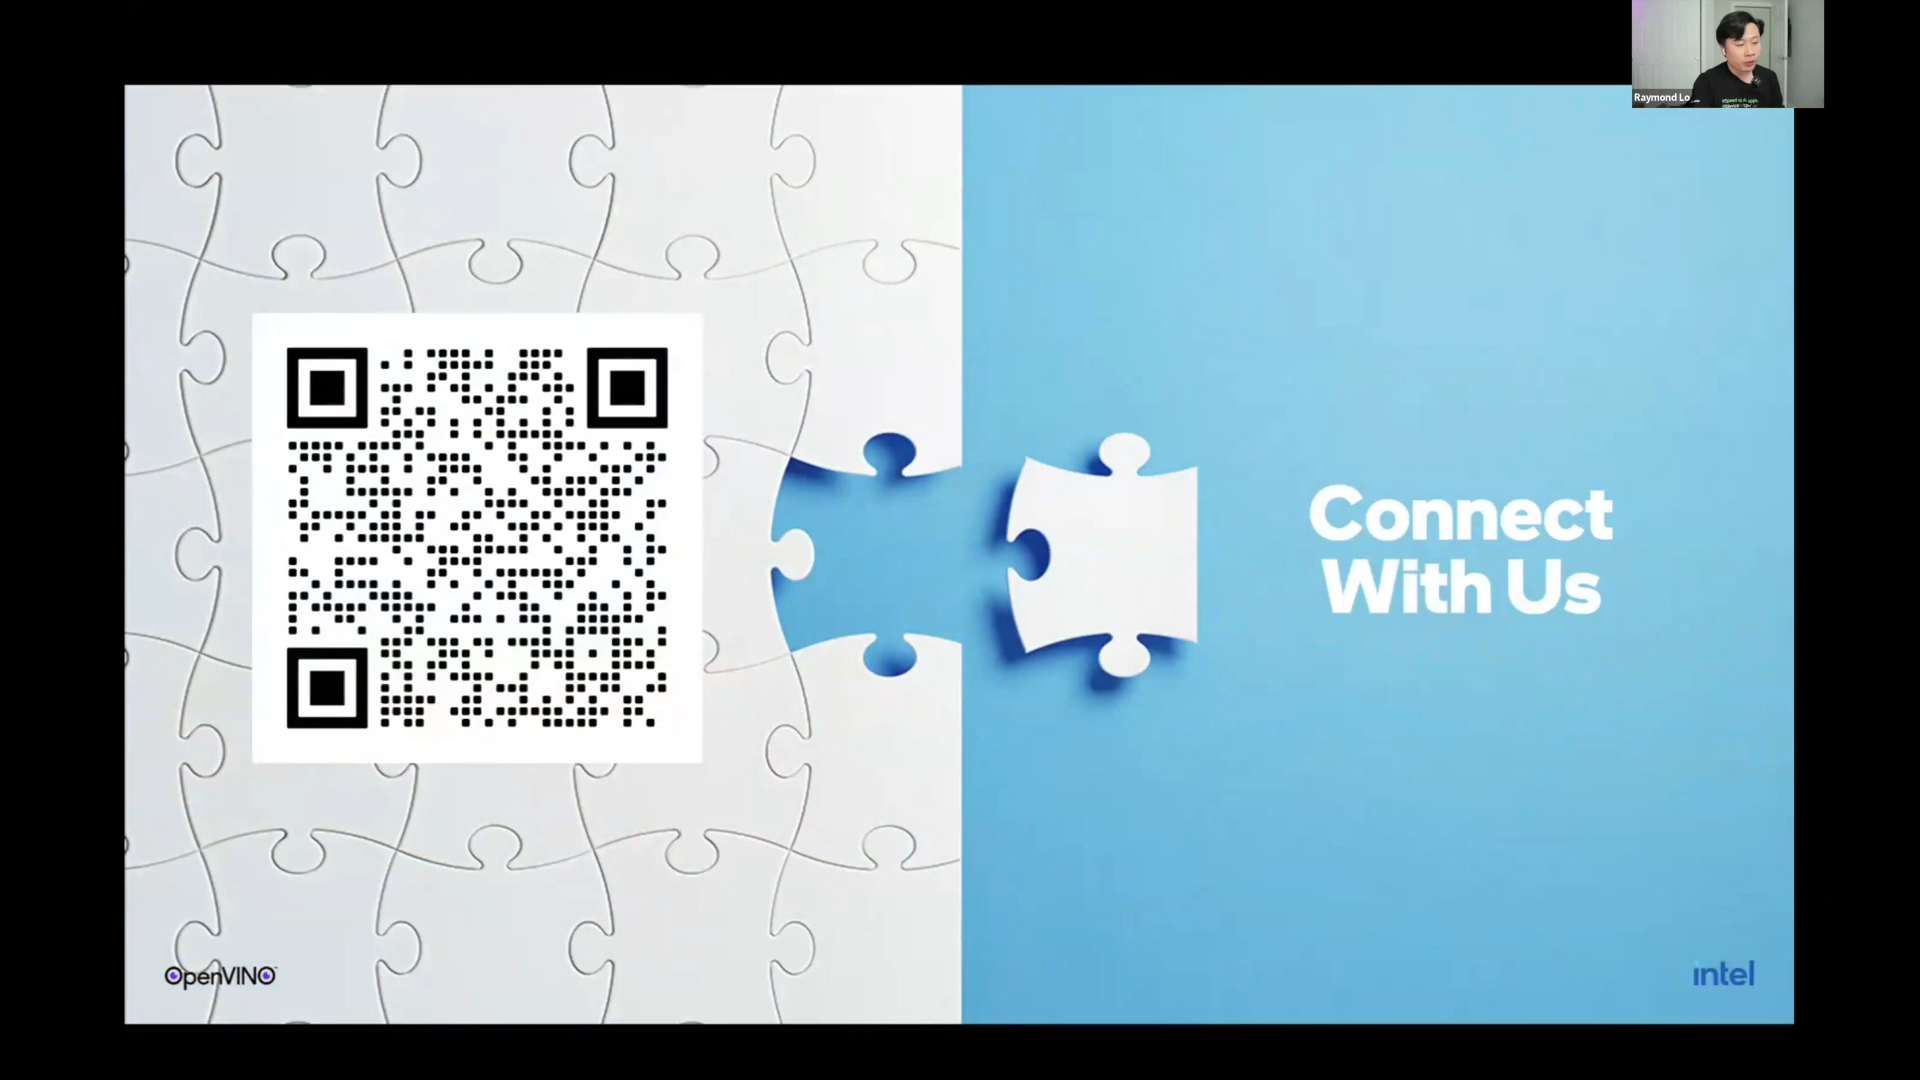 Raymond Lo
Connect
With Us
OpenVINO
intel